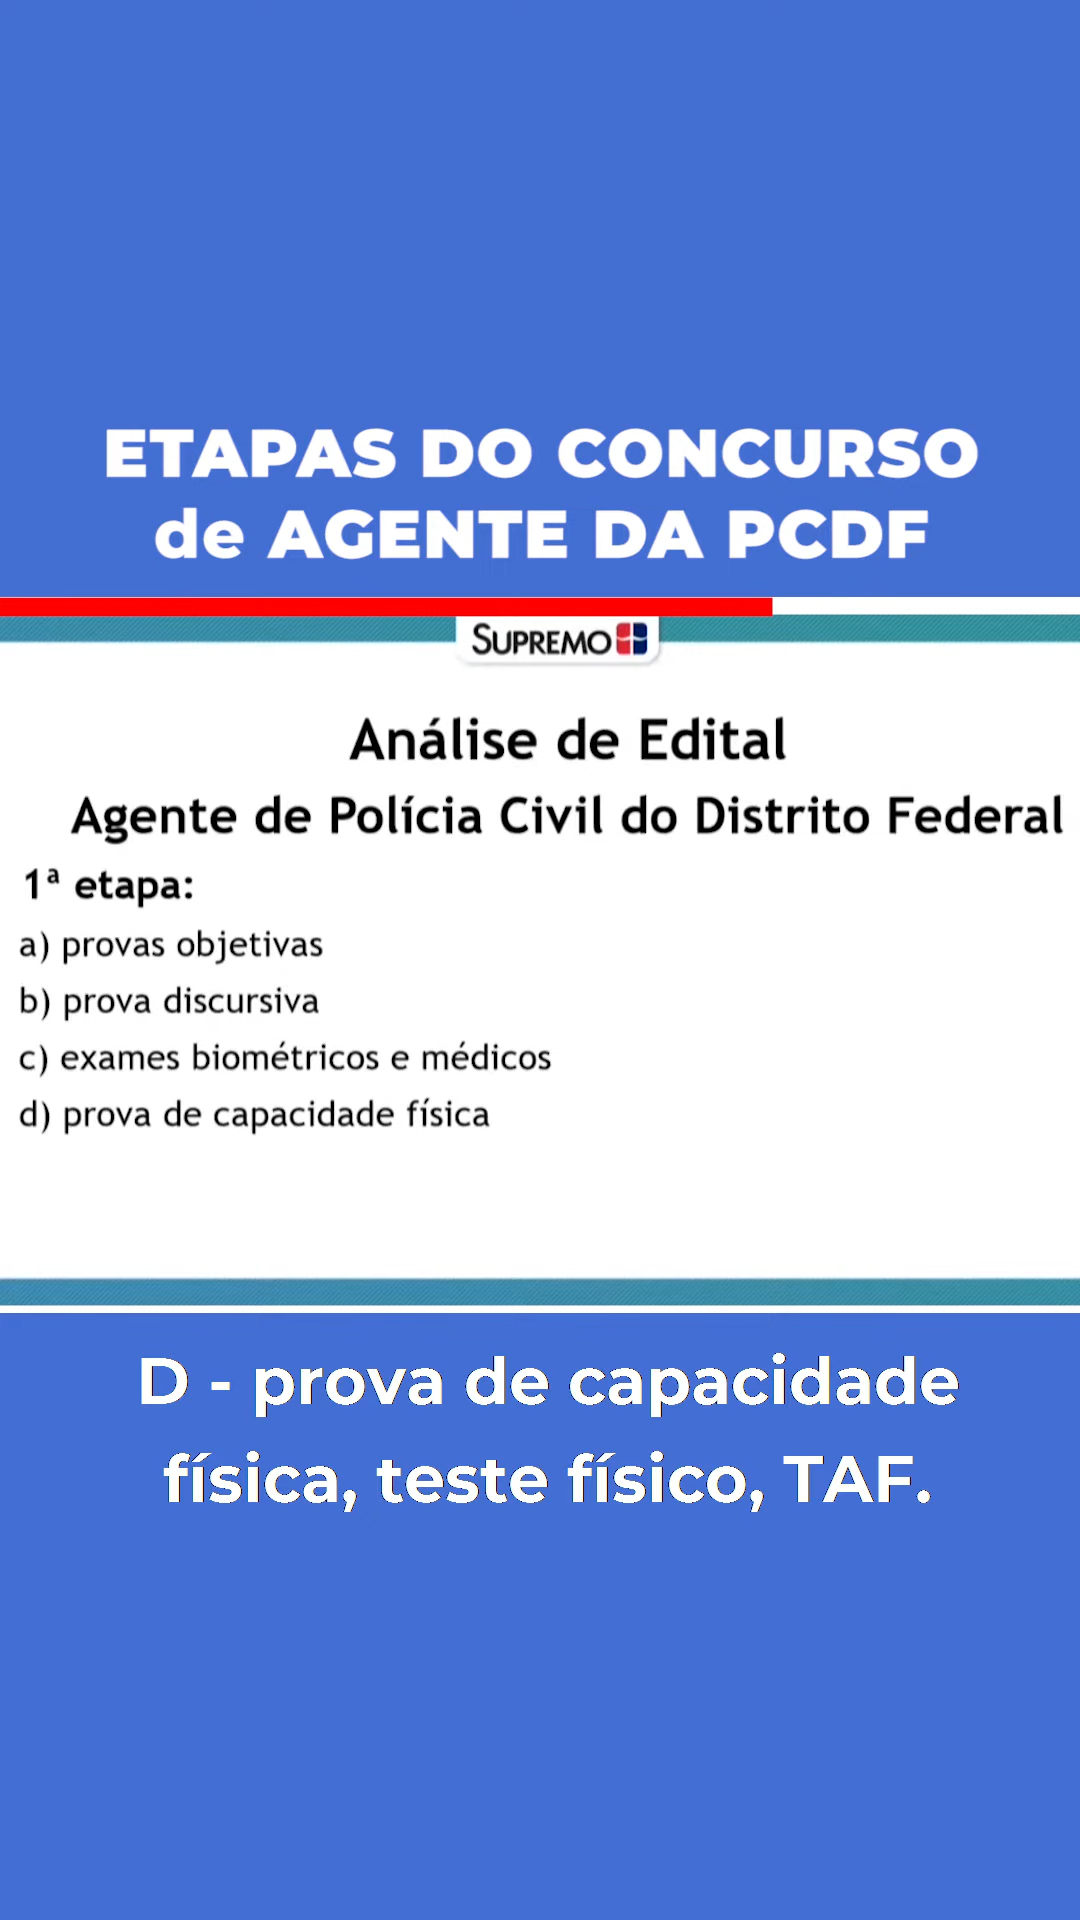 ETAPAS DO CONCURSO
de AGENTE DA PCDF
SUPREMO
Análise de Edital
Agente de Polícia Civil do Distrito Federal
1ª etapa:
a) provas objetivas
b) prova discursiva
c) exames biométricos e médicos
d) prova de capacidade física
D - prova de capacidade
física, teste físico, TAF.